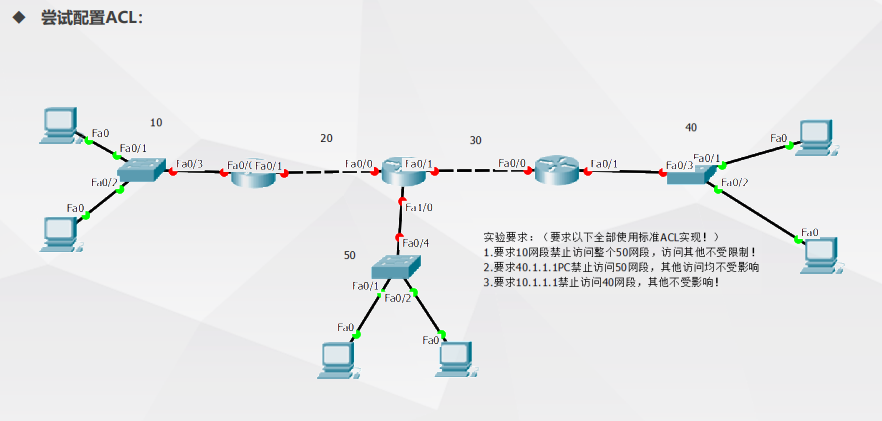 ◆ 尝试配置ACL:
10
20
30
40
Fa0
Fa0/1
Fa0/3
Fa0/2
Fa0
Fa0/1
Fa0/0
Fa0/1
Fa1/0
Fa0/0
Fa0/1
Fa0/3
Fa0/1
Fa0
Fa0/2
Fa0
50
Fa0/4
Fa0/1
Fa0/2
Fa0
Fa0
实验要求:(要求以下全部使用标准ACL实现!)
1.要求10网段禁止访问整个50网段,访问其他不受限制!
2.要求40.1.1.1PC禁止访问50网段,其他访问均不受影响
3.要求10.1.1.1禁止访问40网段,其他不受影响!